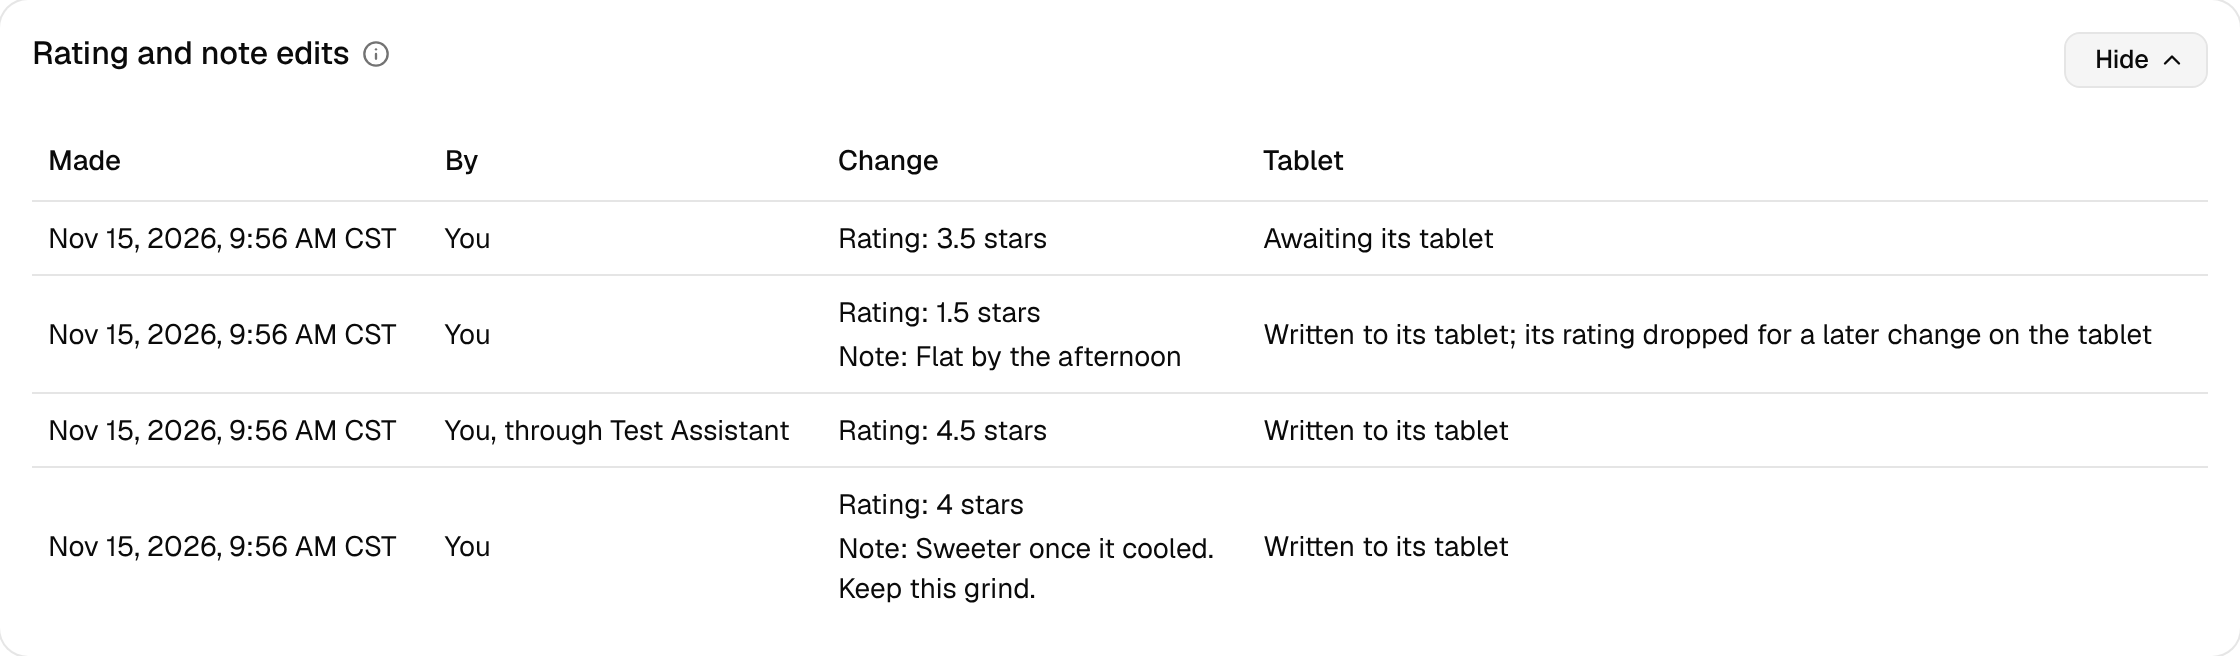 Rating and note edits
Hide
Made By Change Tablet
Nov 15, 2026, 9:56 AM CST You Rating: 3.5 stars Awaiting its tablet
Nov 15, 2026, 9:56 AM CST You Rating: 1.5 stars
Note: Flat by the afternoon Written to its tablet; its rating dropped for a later change on the tablet
Nov 15, 2026, 9:56 AM CST You, through Test Assistant Rating: 4.5 stars Written to its tablet
Nov 15, 2026, 9:56 AM CST You Rating: 4 stars
Note: Sweeter once it cooled.
Keep this grind. Written to its tablet